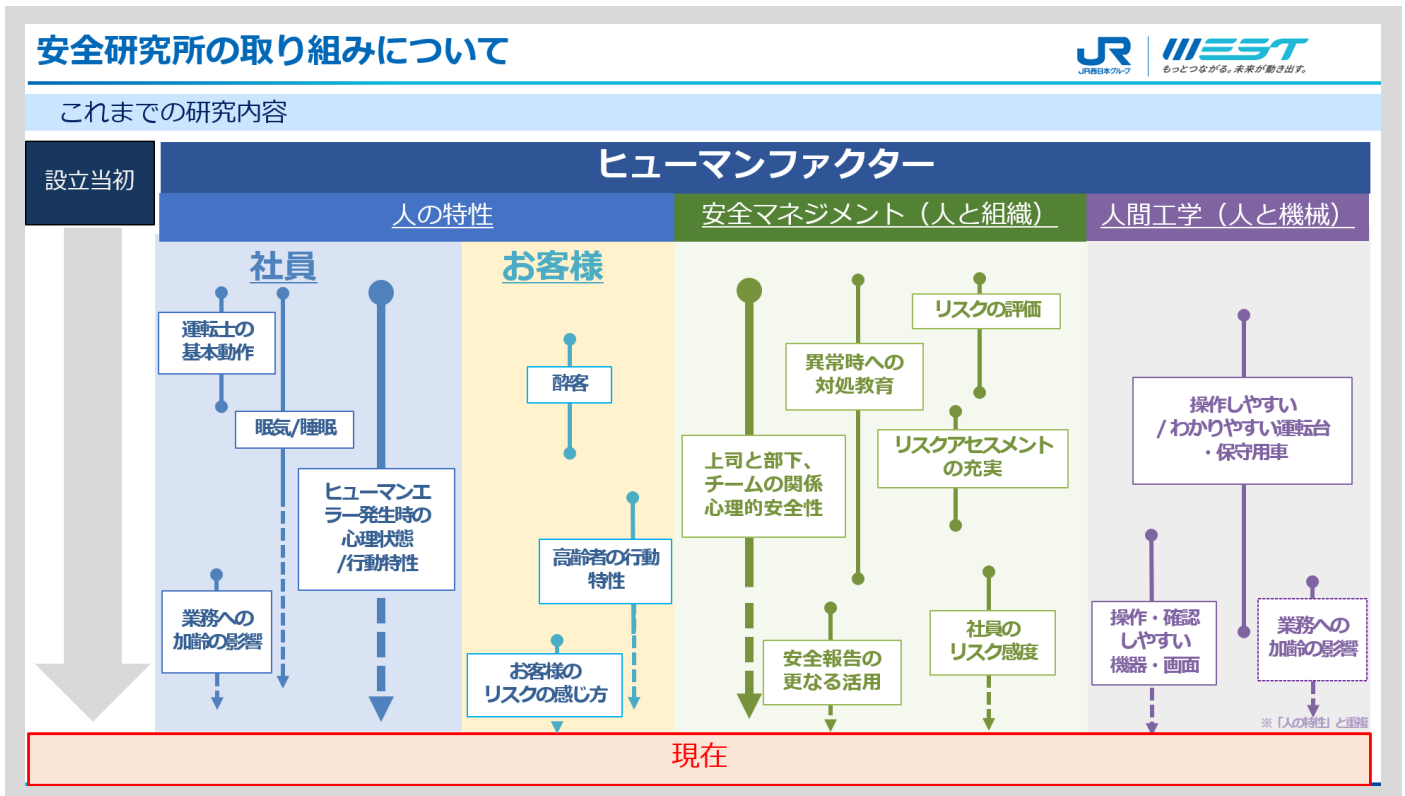 安全研究所の取り組みについて
JR
JR西日本グループ
WEST
もっとつながる。未来が動き出す。
これまでの研究内容
設立当初
ヒューマンファクター
人の特性
安全マネジメント（人と組織）
人間工学（人と機械）
社員
お客様
運転士の
基本動作
眠気/睡眠
ヒューマンエ
ラー発生時の
心理状態
/行動特性
業務への
加齢の影響
酔客
高齢者の行動
特性
お客様の
リスクの感じ方
上司と部下、
チームの関係
心理的安全性
異常時への
対処教育
リスクの評価
リスクアセスメント
の充実
安全報告の
更なる活用
社員の
リスク感度
操作しやすい
/わかりやすい運転台
・保守用車
操作・確認
しやすい
機器・画面
業務への
加齢の影響
※「人の特性」と重複
現在